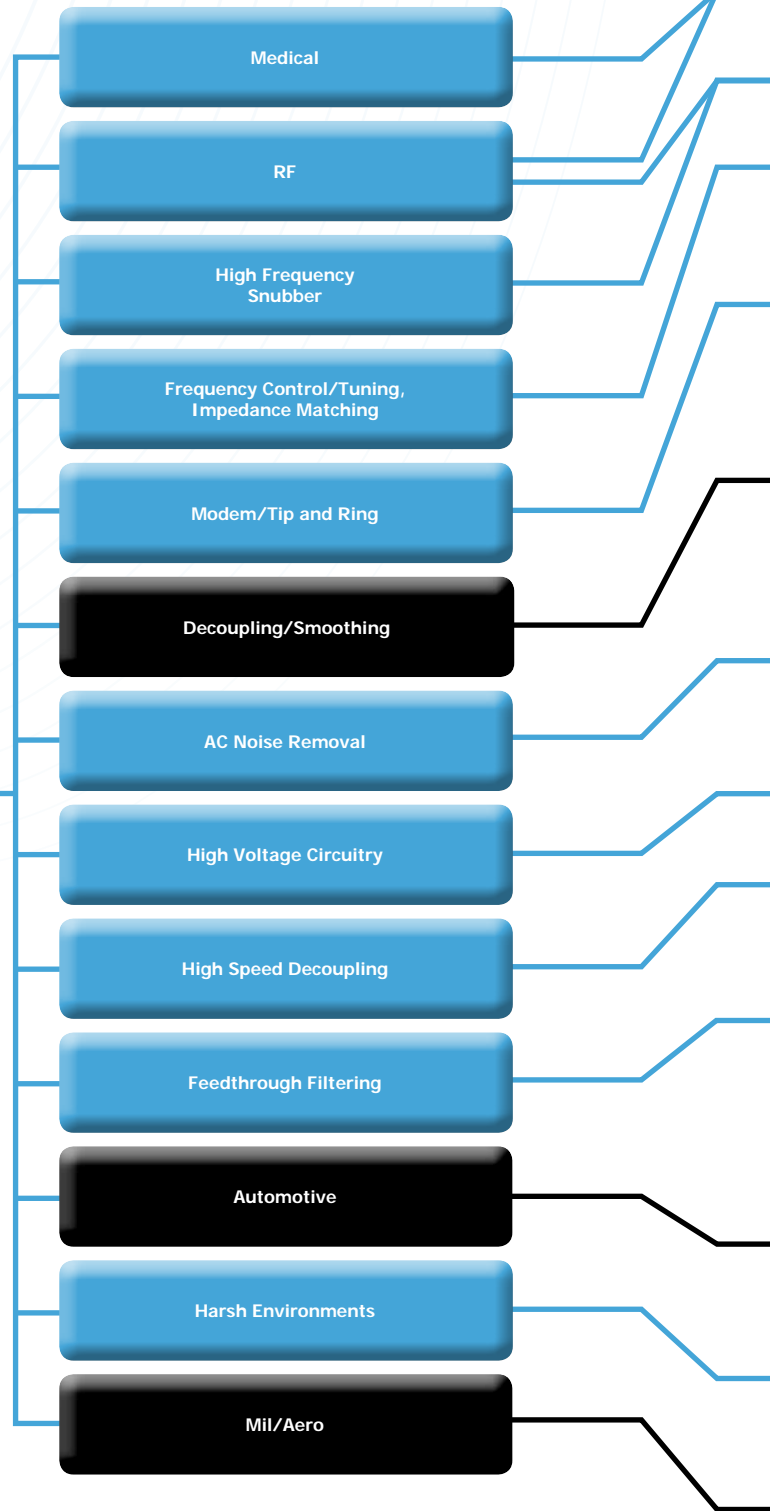 Medical
RF
High Frequency
Snubber
Frequency Control/Tuning,
Impedance Matching
Modem/Tip and Ring
Decoupling/Smoothing
AC Noise Removal
High Voltage Circuitry
High Speed Decoupling
Feedthrough Filtering
Automotive
Harsh Environments
Mil/Aero